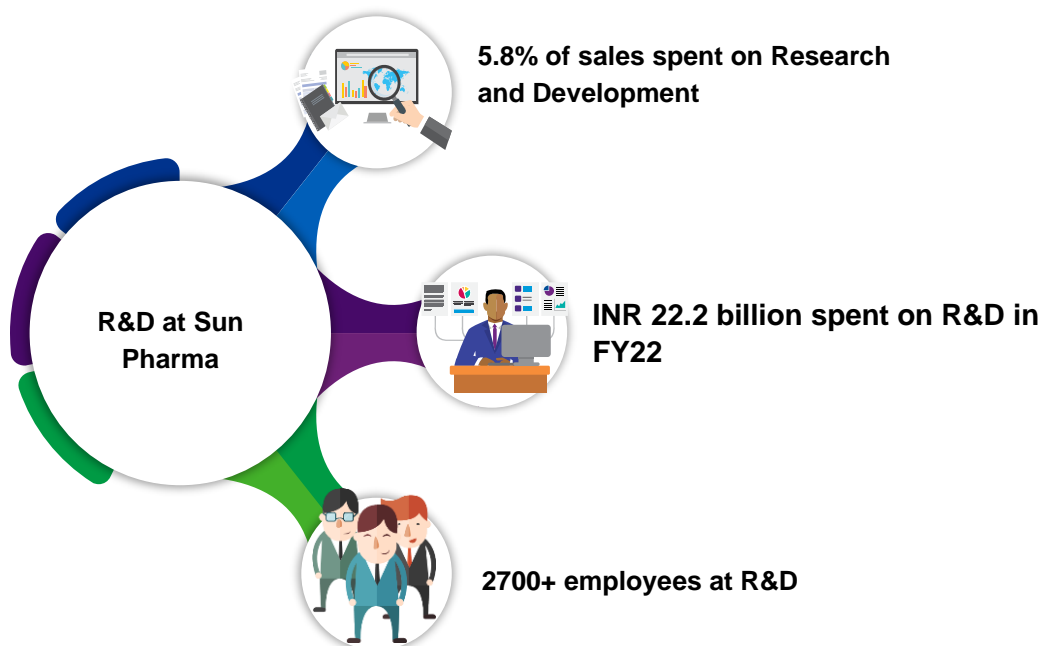 5.8% of sales spent on Research
and Development
R&D at Sun
Pharma
INR 22.2 billion spent on R&D in
FY22
2700+ employees at R&D